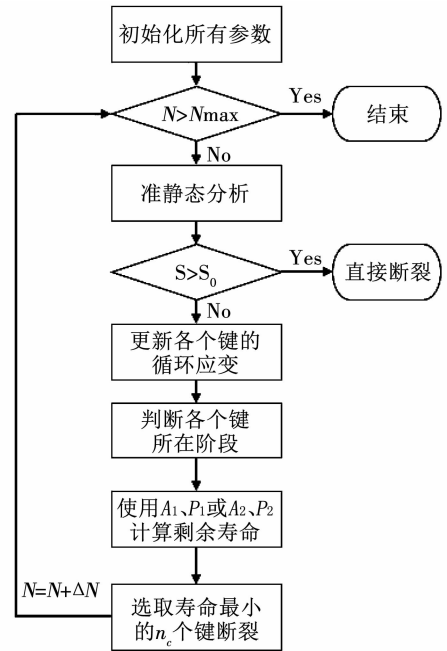 初始化所有参数
N>Nmax
Yes
结束
No
准静态分析
S>S₀
Yes
直接断裂
No
更新各个键的
循环应变
判断各个键
所在阶段
使用A₁、P₁或A₂、P₂
计算剩余寿命
N=N+ΔN
选取寿命最小
的n_c个键断裂